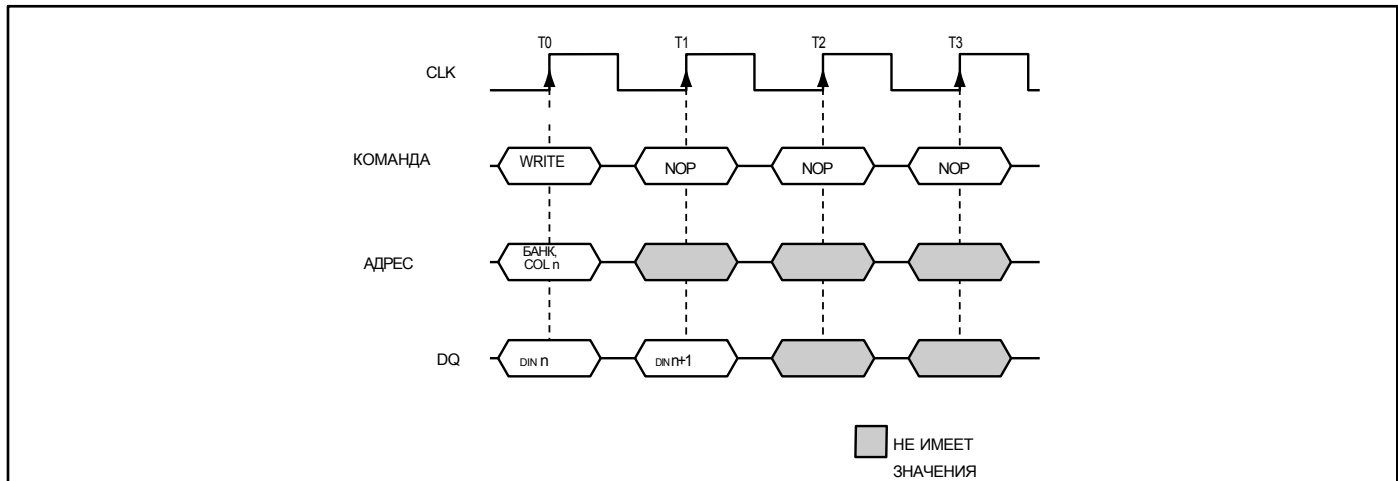 T0 T1 T2 T3
CLK
КОМАНДА WRITE NOP NOP NOP
АДРЕС БАНК,
COL n
DQ DIN n DIN n+1
НЕ ИМЕЕТ
ЗНАЧЕНИЯ